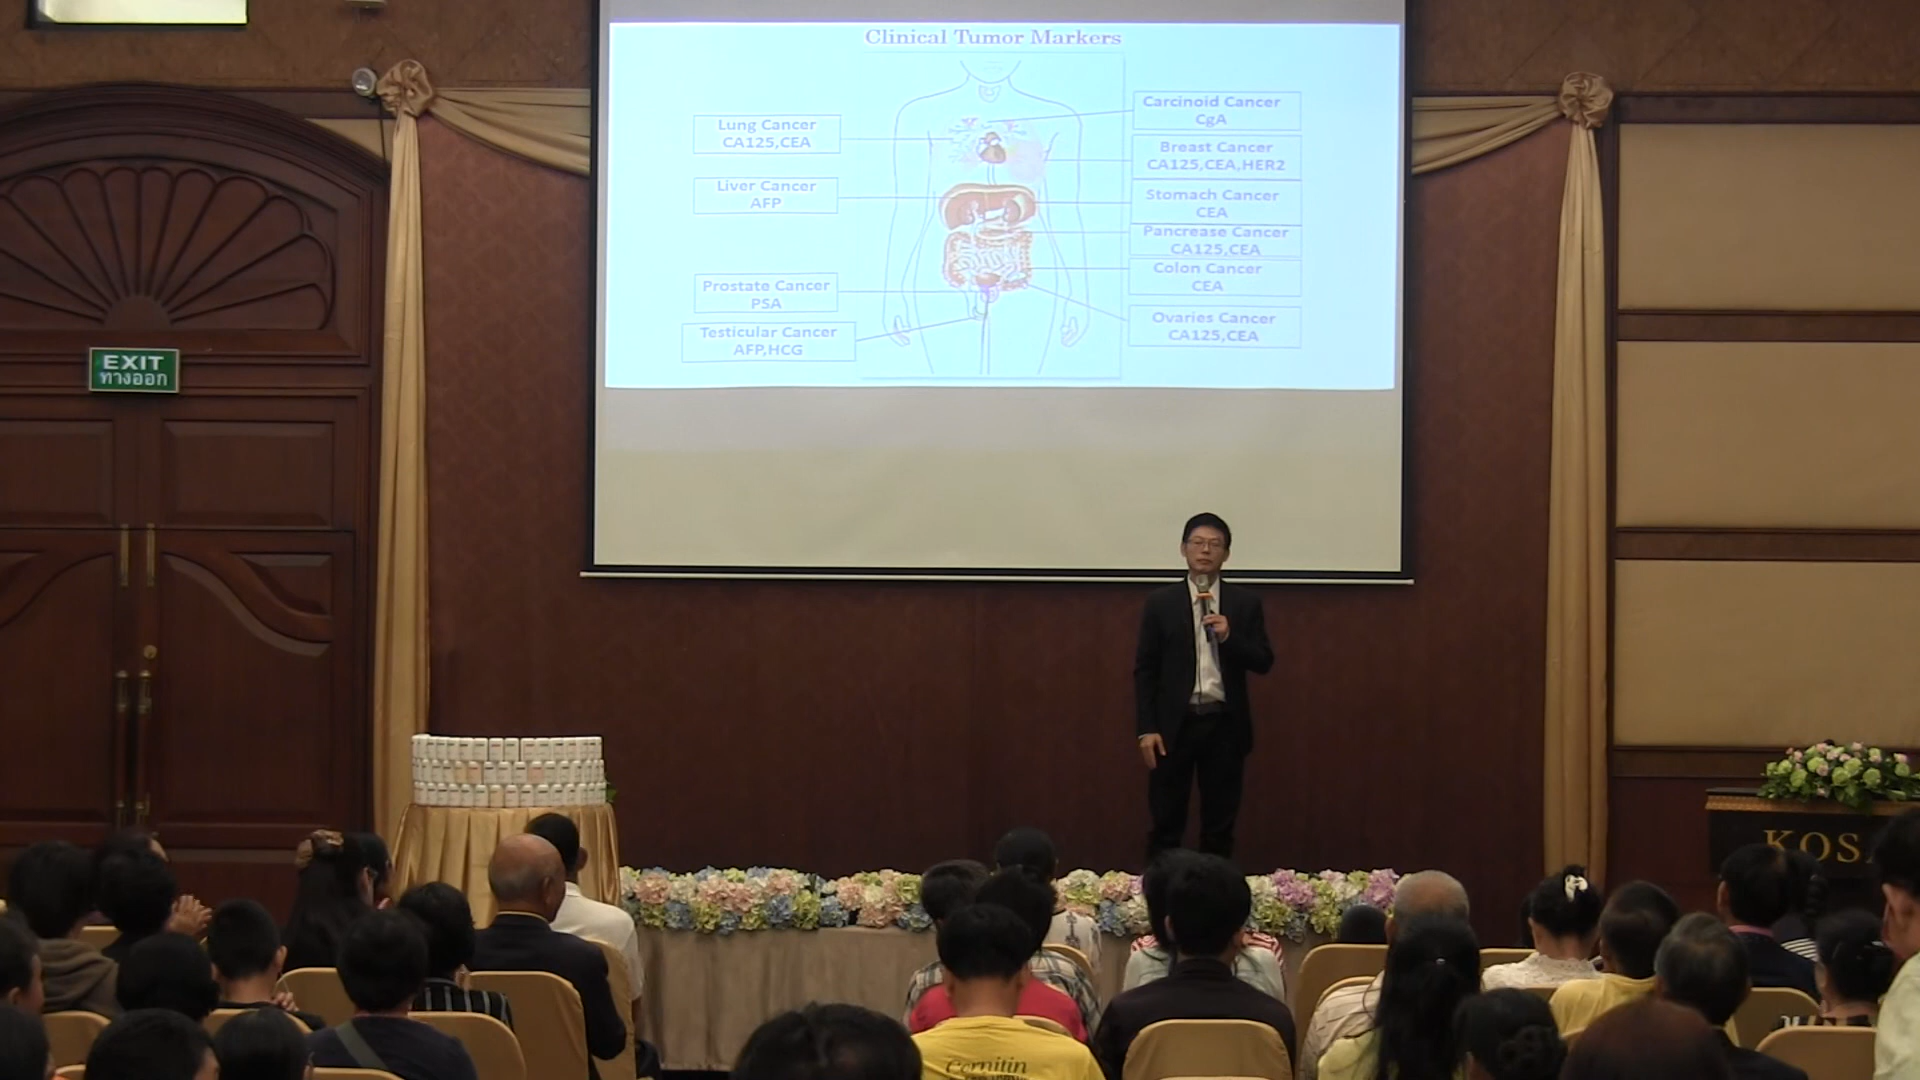 Clinical Tumor Markers
Lung Cancer
CA125,CEA
Liver Cancer
AFP
Prostate Cancer
PSA
Testicular Cancer
AFP,HCG
Carcinoid Cancer
CgA
Breast Cancer
CA125,CEA,HER2
Stomach Cancer
CEA
Pancrease Cancer
CA125,CEA
Colon Cancer
CEA
Ovaries Cancer
CA125,CEA
EXIT
ทางออก
KOSA
Cernitin